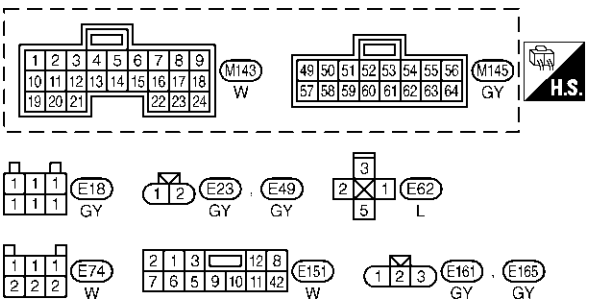 1 2 3 4 5 6 7 8 9
10 11 12 13 14 15 16 17 18
19 20 21 22 23 24
M143
W
49 50 51 52 53 54 55 56
57 58 59 60 61 62 63 64
M145
GY
H.S.
1 1 1
1 1 1
E18
GY
1 2
E23 , E49
GY GY
3
2 1
5
E62
L
1 1 1
2 2 2
E74
W
2 1 3 12 8
7 6 5 9 10 11 42
E151
W
1 2 3
E161 , E165
GY GY